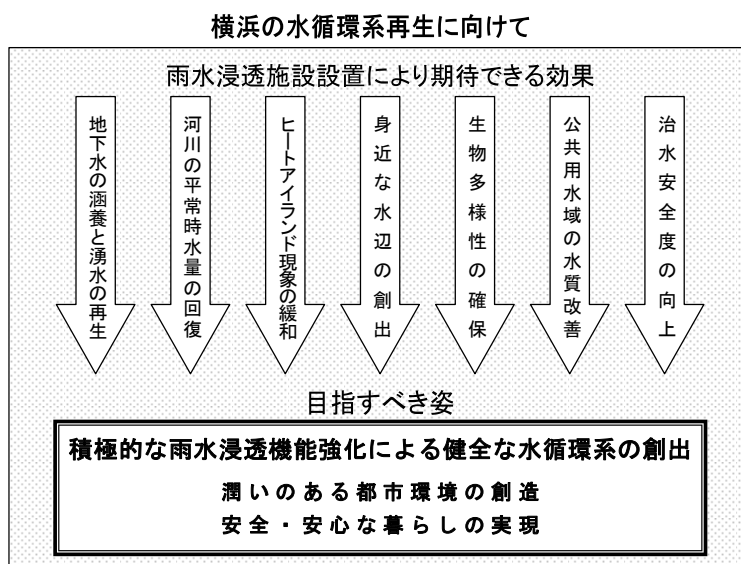 横浜の水循環系再生に向けて
雨水浸透施設設置により期待できる効果
地下水の涵養と湧水の再生
河川の平常時水量の回復
ヒートアイランド現象の緩和
身近な水辺の創出
生物多様性の確保
公共用水域の水質改善
治水安全度の向上
目指すべき姿
積極的な雨水浸透機能強化による健全な水循環系の創出
潤いのある都市環境の創造
安全・安心な暮らしの実現